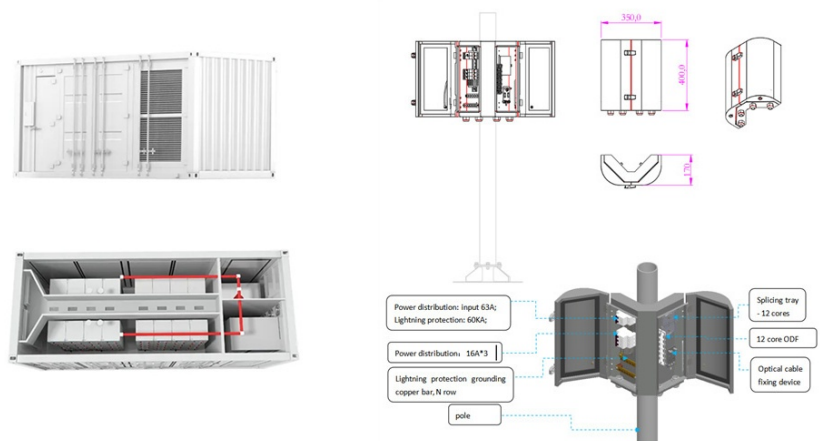 350,0
400,0
170
Power distribution: input 63A;
Lightning protection: 60KA;
Power distribution： 16A*3
Lightning protection grounding
copper bar, N row
pole
Splicing tray
- 12 cores
12 core ODF
Optical cable
fixing device